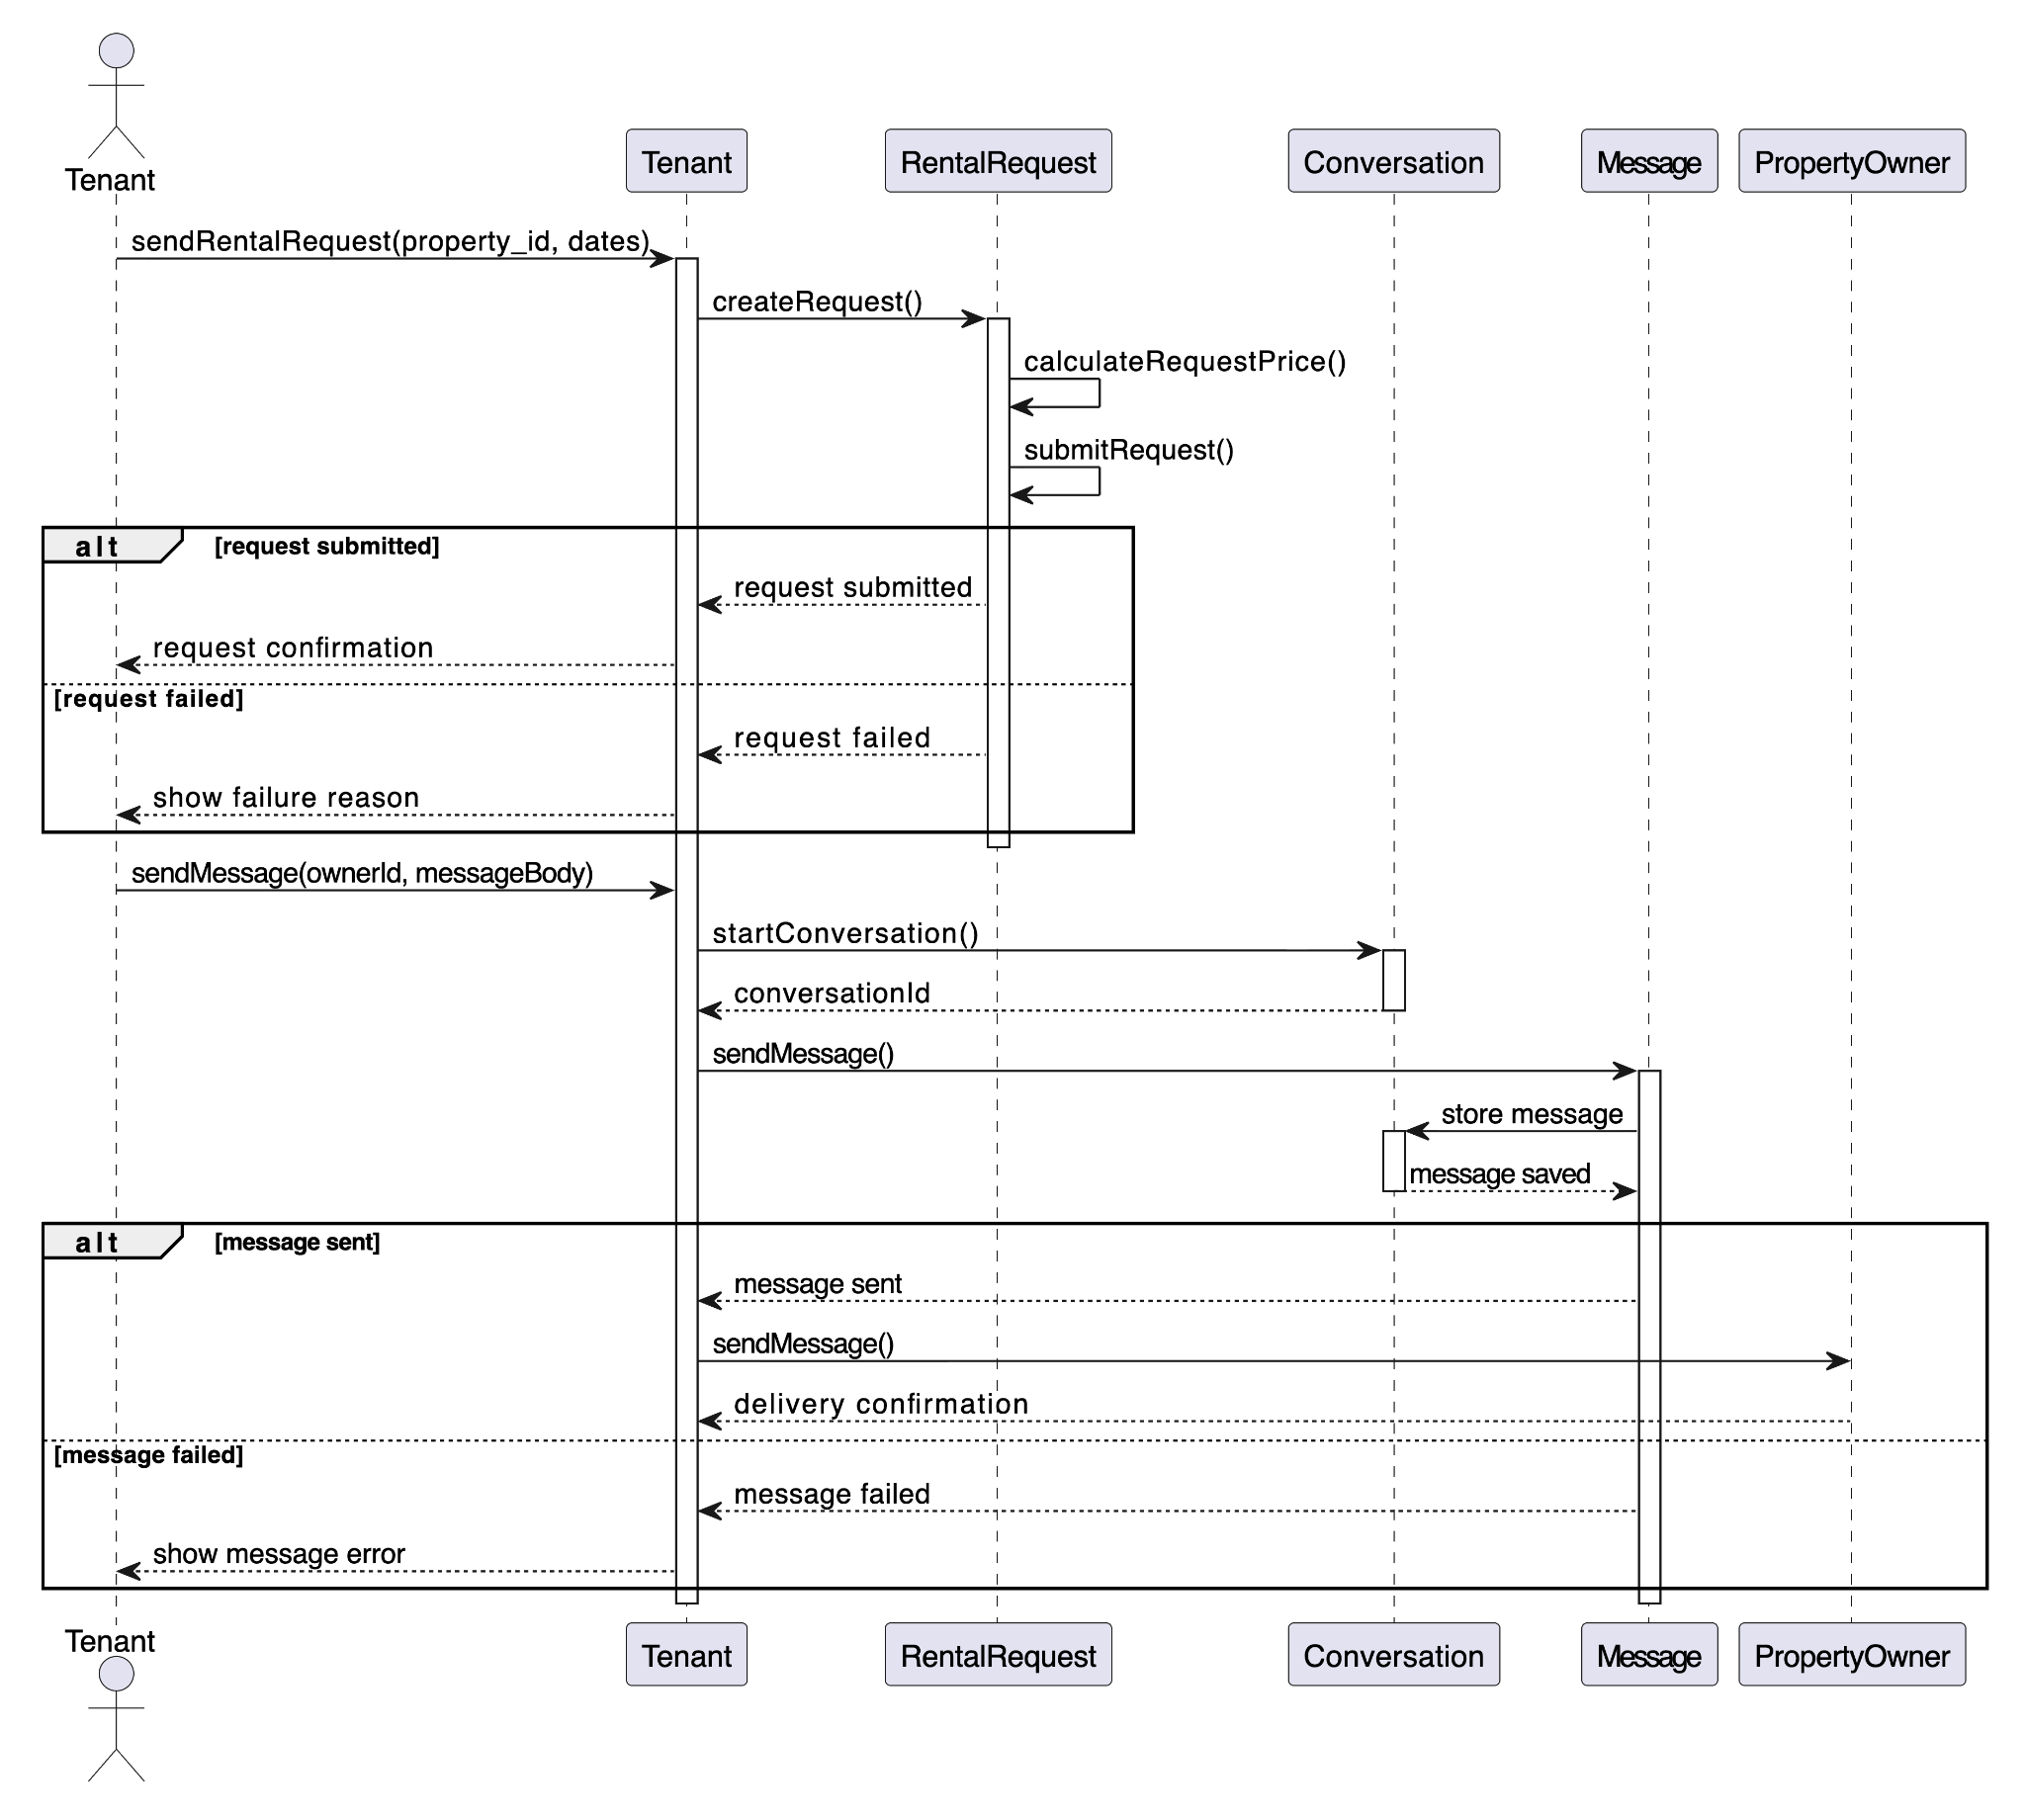 Tenant
Tenant
RentalRequest
Conversation
Message
PropertyOwner
sendRentalRequest(property_id, dates)
createRequest()
calculateRequestPrice()
submitRequest()
alt
[request submitted]
request submitted
request confirmation
[request failed]
request failed
show failure reason
sendMessage(ownerId, messageBody)
startConversation()
conversationId
sendMessage()
store message
message saved
alt
[message sent]
message sent
sendMessage()
delivery confirmation
[message failed]
message failed
show message error
Tenant
Tenant
RentalRequest
Conversation
Message
PropertyOwner